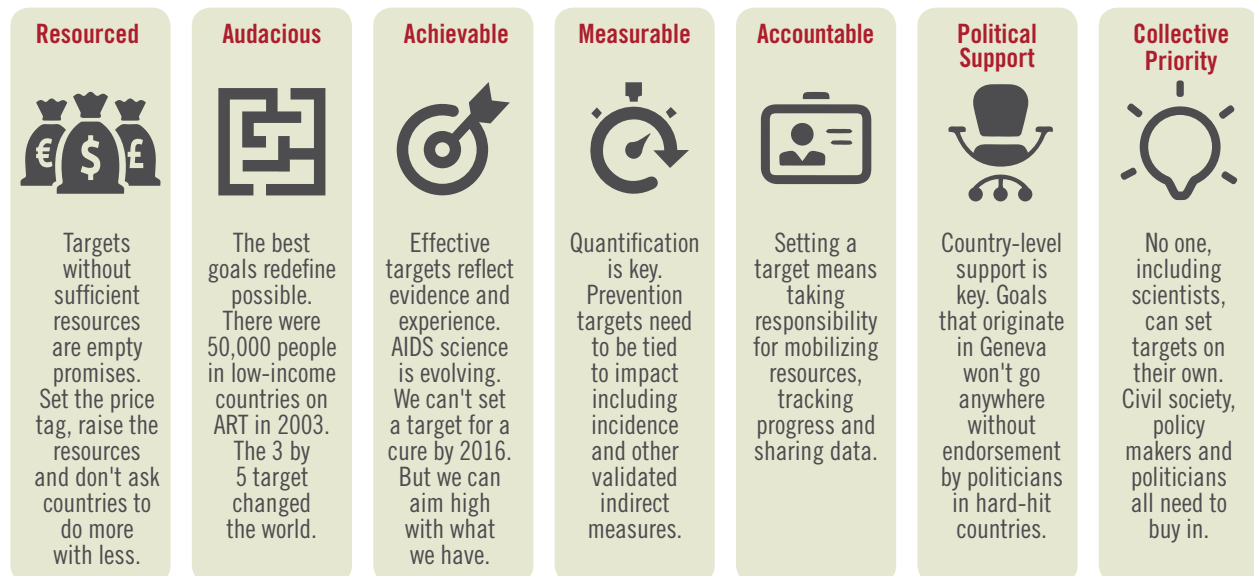 Resourced
€ $ £
Targets
without
sufficient
resources
are empty
promises.
Set the price
tag, raise the
resources
and don't ask
countries to
do more
with less.
Audacious
The best
goals redefine
possible.
There were
50,000 people
in low-income
countries on
ART in 2003.
The 3 by
5 target
changed
the world.
Achievable
Effective
targets reflect
evidence and
experience.
AIDS science
is evolving.
We can't set
a target for a
cure by 2016.
But we can
aim high
with what
we have.
Measurable
Quantification
is key.
Prevention
targets need
to be tied
to impact
including
incidence
and other
validated
indirect
measures.
Accountable
Setting a
target means
taking
responsibility
for mobilizing
resources,
tracking
progress and
sharing data.
Political
Support
Country-level
support is
key. Goals
that originate
in Geneva
won't go
anywhere
without
endorsement
by politicians
in hard-hit
countries.
Collective
Priority
No one,
including
scientists,
can set
targets on
their own.
Civil society,
policy
makers and
politicians
all need to
buy in.